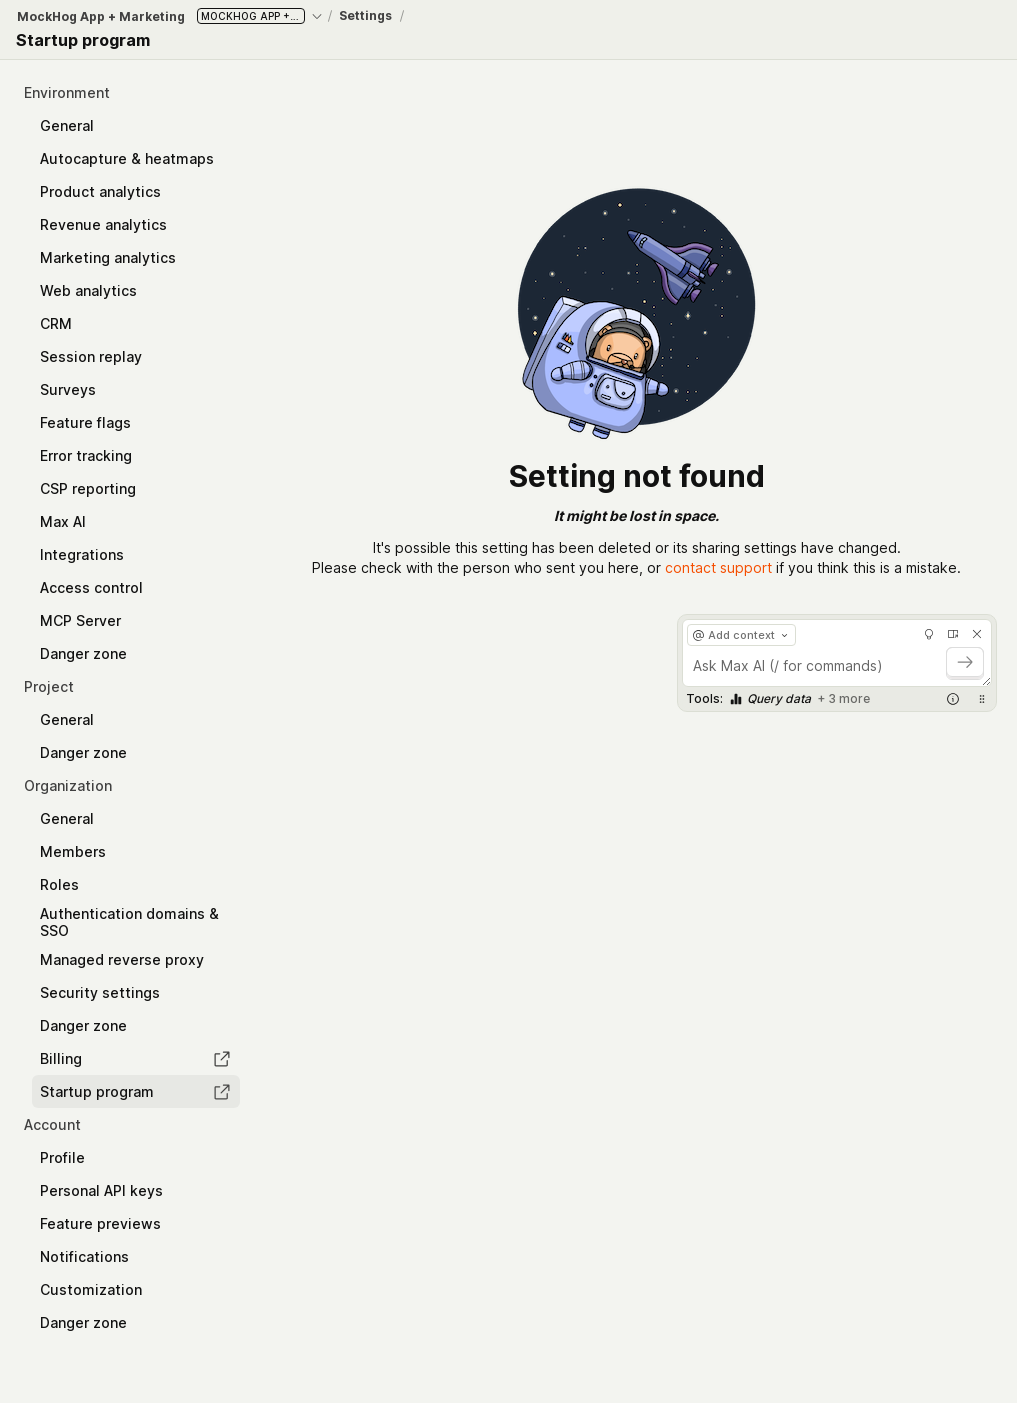 MockHog App + Marketing MOCKHOG APP +... / Settings /
Startup program
Environment
General
Autocapture & heatmaps
Product analytics
Revenue analytics
Marketing analytics
Web analytics
CRM
Session replay
Surveys
Feature flags
Error tracking
CSP reporting
Max AI
Integrations
Access control
MCP Server
Danger zone
Project
General
Danger zone
Organization
General
Members
Roles
Authentication domains &
SSO
Managed reverse proxy
Security settings
Danger zone
Billing
Startup program
Account
Profile
Personal API keys
Feature previews
Notifications
Customization
Danger zone
Setting not found
It might be lost in space.
It's possible this setting has been deleted or its sharing settings have changed.
Please check with the person who sent you here, or contact support if you think this is a mistake.
@ Add context
Ask Max AI (/ for commands)
Tools: Query data + 3 more